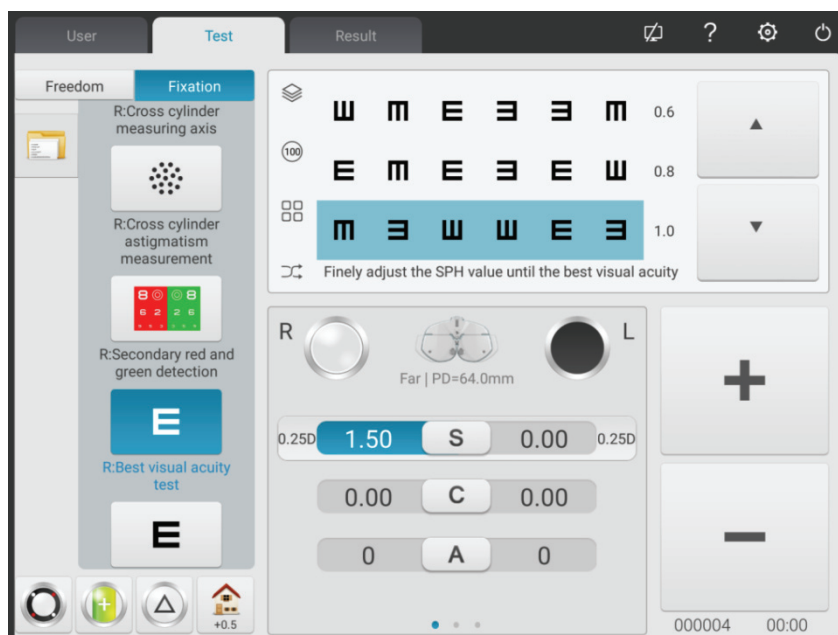 User Test Result ?
Freedom Fixation
R:Cross cylinder
measuring axis
R:Cross cylinder
astigmatism
measurement
8 8
6 2 2 6
R:Secondary red and
green detection
E
R:Best visual acuity
test
E
+0.5
100
Ш m E Ǝ Ǝ m 0.6
E m E Ǝ E Ш 0.8
m Ǝ Ш Ш E Ǝ 1.0
Finely adjust the SPH value until the best visual acuity
R L
Far | PD=64.0mm
0.25D 1.50 S 0.00 0.25D
0.00 C 0.00
0 A 0
+
−
000004 00:00